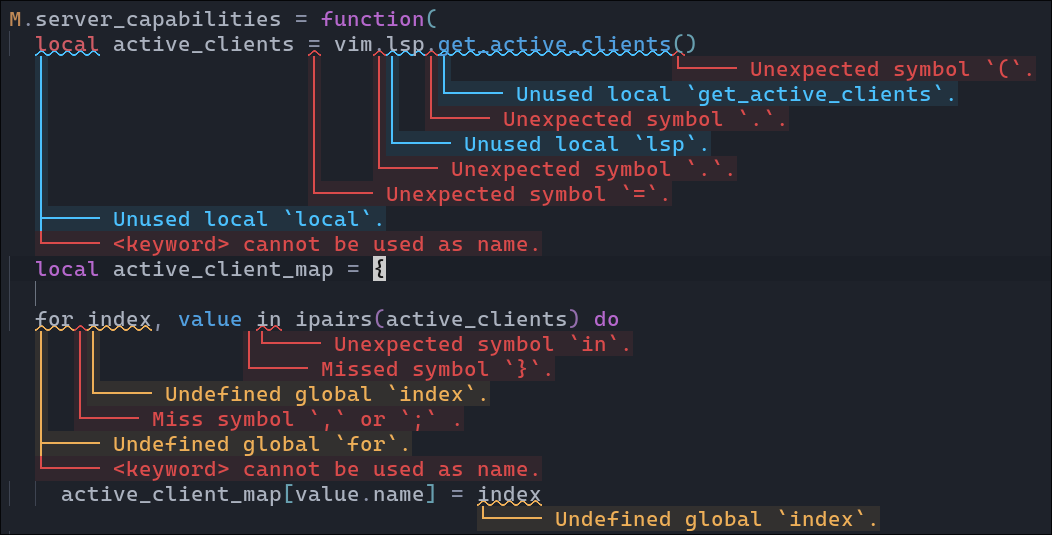 M.server_capabilities = function(
local active_clients = vim.lsp.get_active_clients()
Unexpected symbol `(`.
Unused local `get_active_clients`.
Unexpected symbol `.`.
Unused local `lsp`.
Unexpected symbol `.`.
Unexpected symbol `=`.
Unused local `local`.
<keyword> cannot be used as name.
local active_client_map = {
for index, value in ipairs(active_clients) do
Unexpected symbol `in`.
Missed symbol `}`.
Undefined global `index`.
Miss symbol `,` or `;` .
Undefined global `for`.
<keyword> cannot be used as name.
active_client_map[value.name] = index
Undefined global `index`.